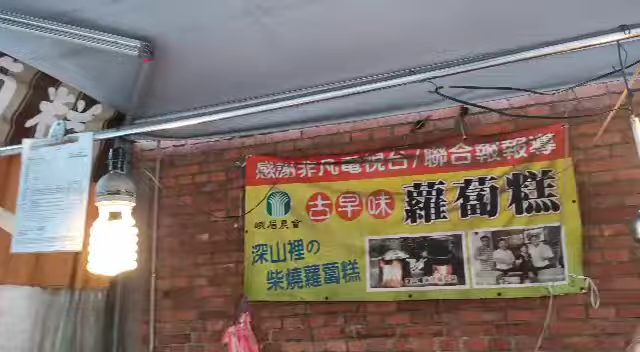 感謝非凡電視台/聯合報報導
古早味蘿蔔糕
峨眉農會
深山裡の
柴燒蘿蔔糕